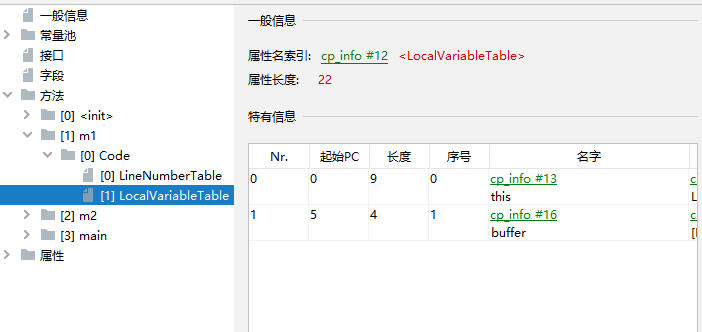 一般信息
常量池
接口
字段
方法
[0] <init>
[1] m1
[0] Code
[0] LineNumberTable
[1] LocalVariableTable
[2] m2
[3] main
属性
一般信息
属性名索引: cp_info #12 <LocalVariableTable>
属性长度: 22
特有信息
Nr. 起始PC 长度 序号 名字
0 0 9 0 cp_info #13
this
1 5 4 1 cp_info #16
buffer